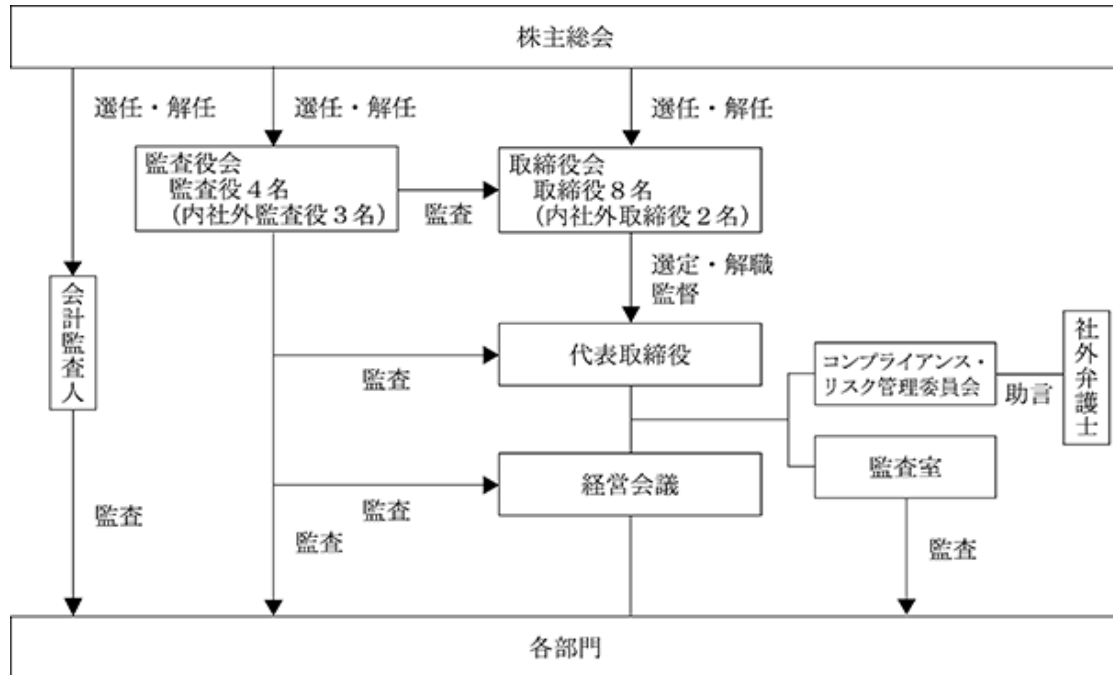 株主総会
選任・解任
選任・解任
選任・解任
監査役会
監査役4名
(内社外監査役3名)
監査
取締役会
取締役8名
(内社外取締役2名)
選定・解職
監督
会計監査人
代表取締役
監査
コンプライアンス・
リスク管理委員会
助言
社外弁護士
経営会議
監査
監査室
監査
監査
監査
各部門